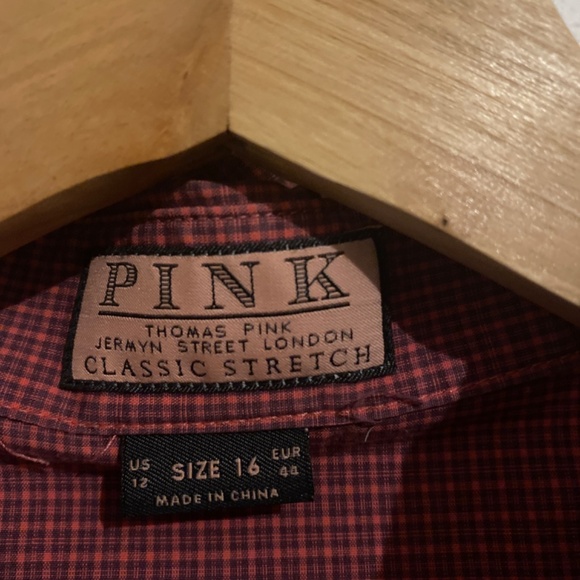 PINK
THOMAS PINK
JERMYN STREET LONDON
CLASSIC STRETCH
US 12 SIZE 16 EUR 44
MADE IN CHINA